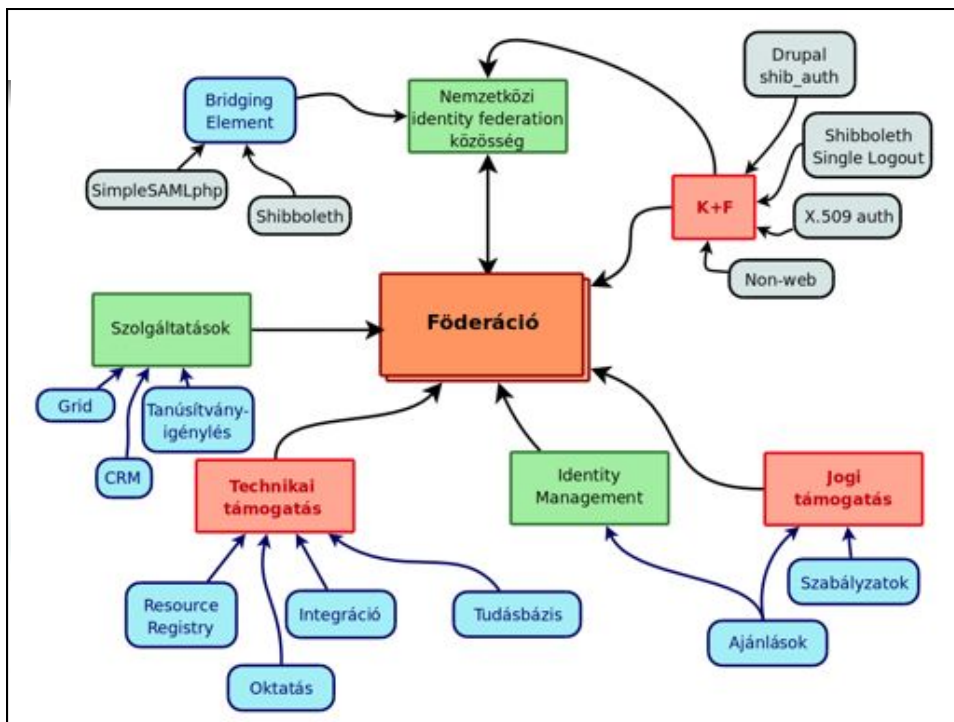 Drupal
shib_auth
Bridging
Element
Nemzetközi
identity federation
közösség
Shibboleth
Single Logout
SimpleSAMLphp
Shibboleth
K+F
X.509 auth
Non-web
Szolgáltatások
Föderáció
Grid
Tanúsítvány-
igénylés
CRM
Technikai
támogatás
Identity
Management
Jogi
támogatás
Resource
Registry
Integráció
Tudásbázis
Szabályzatok
Ajánlások
Oktatás